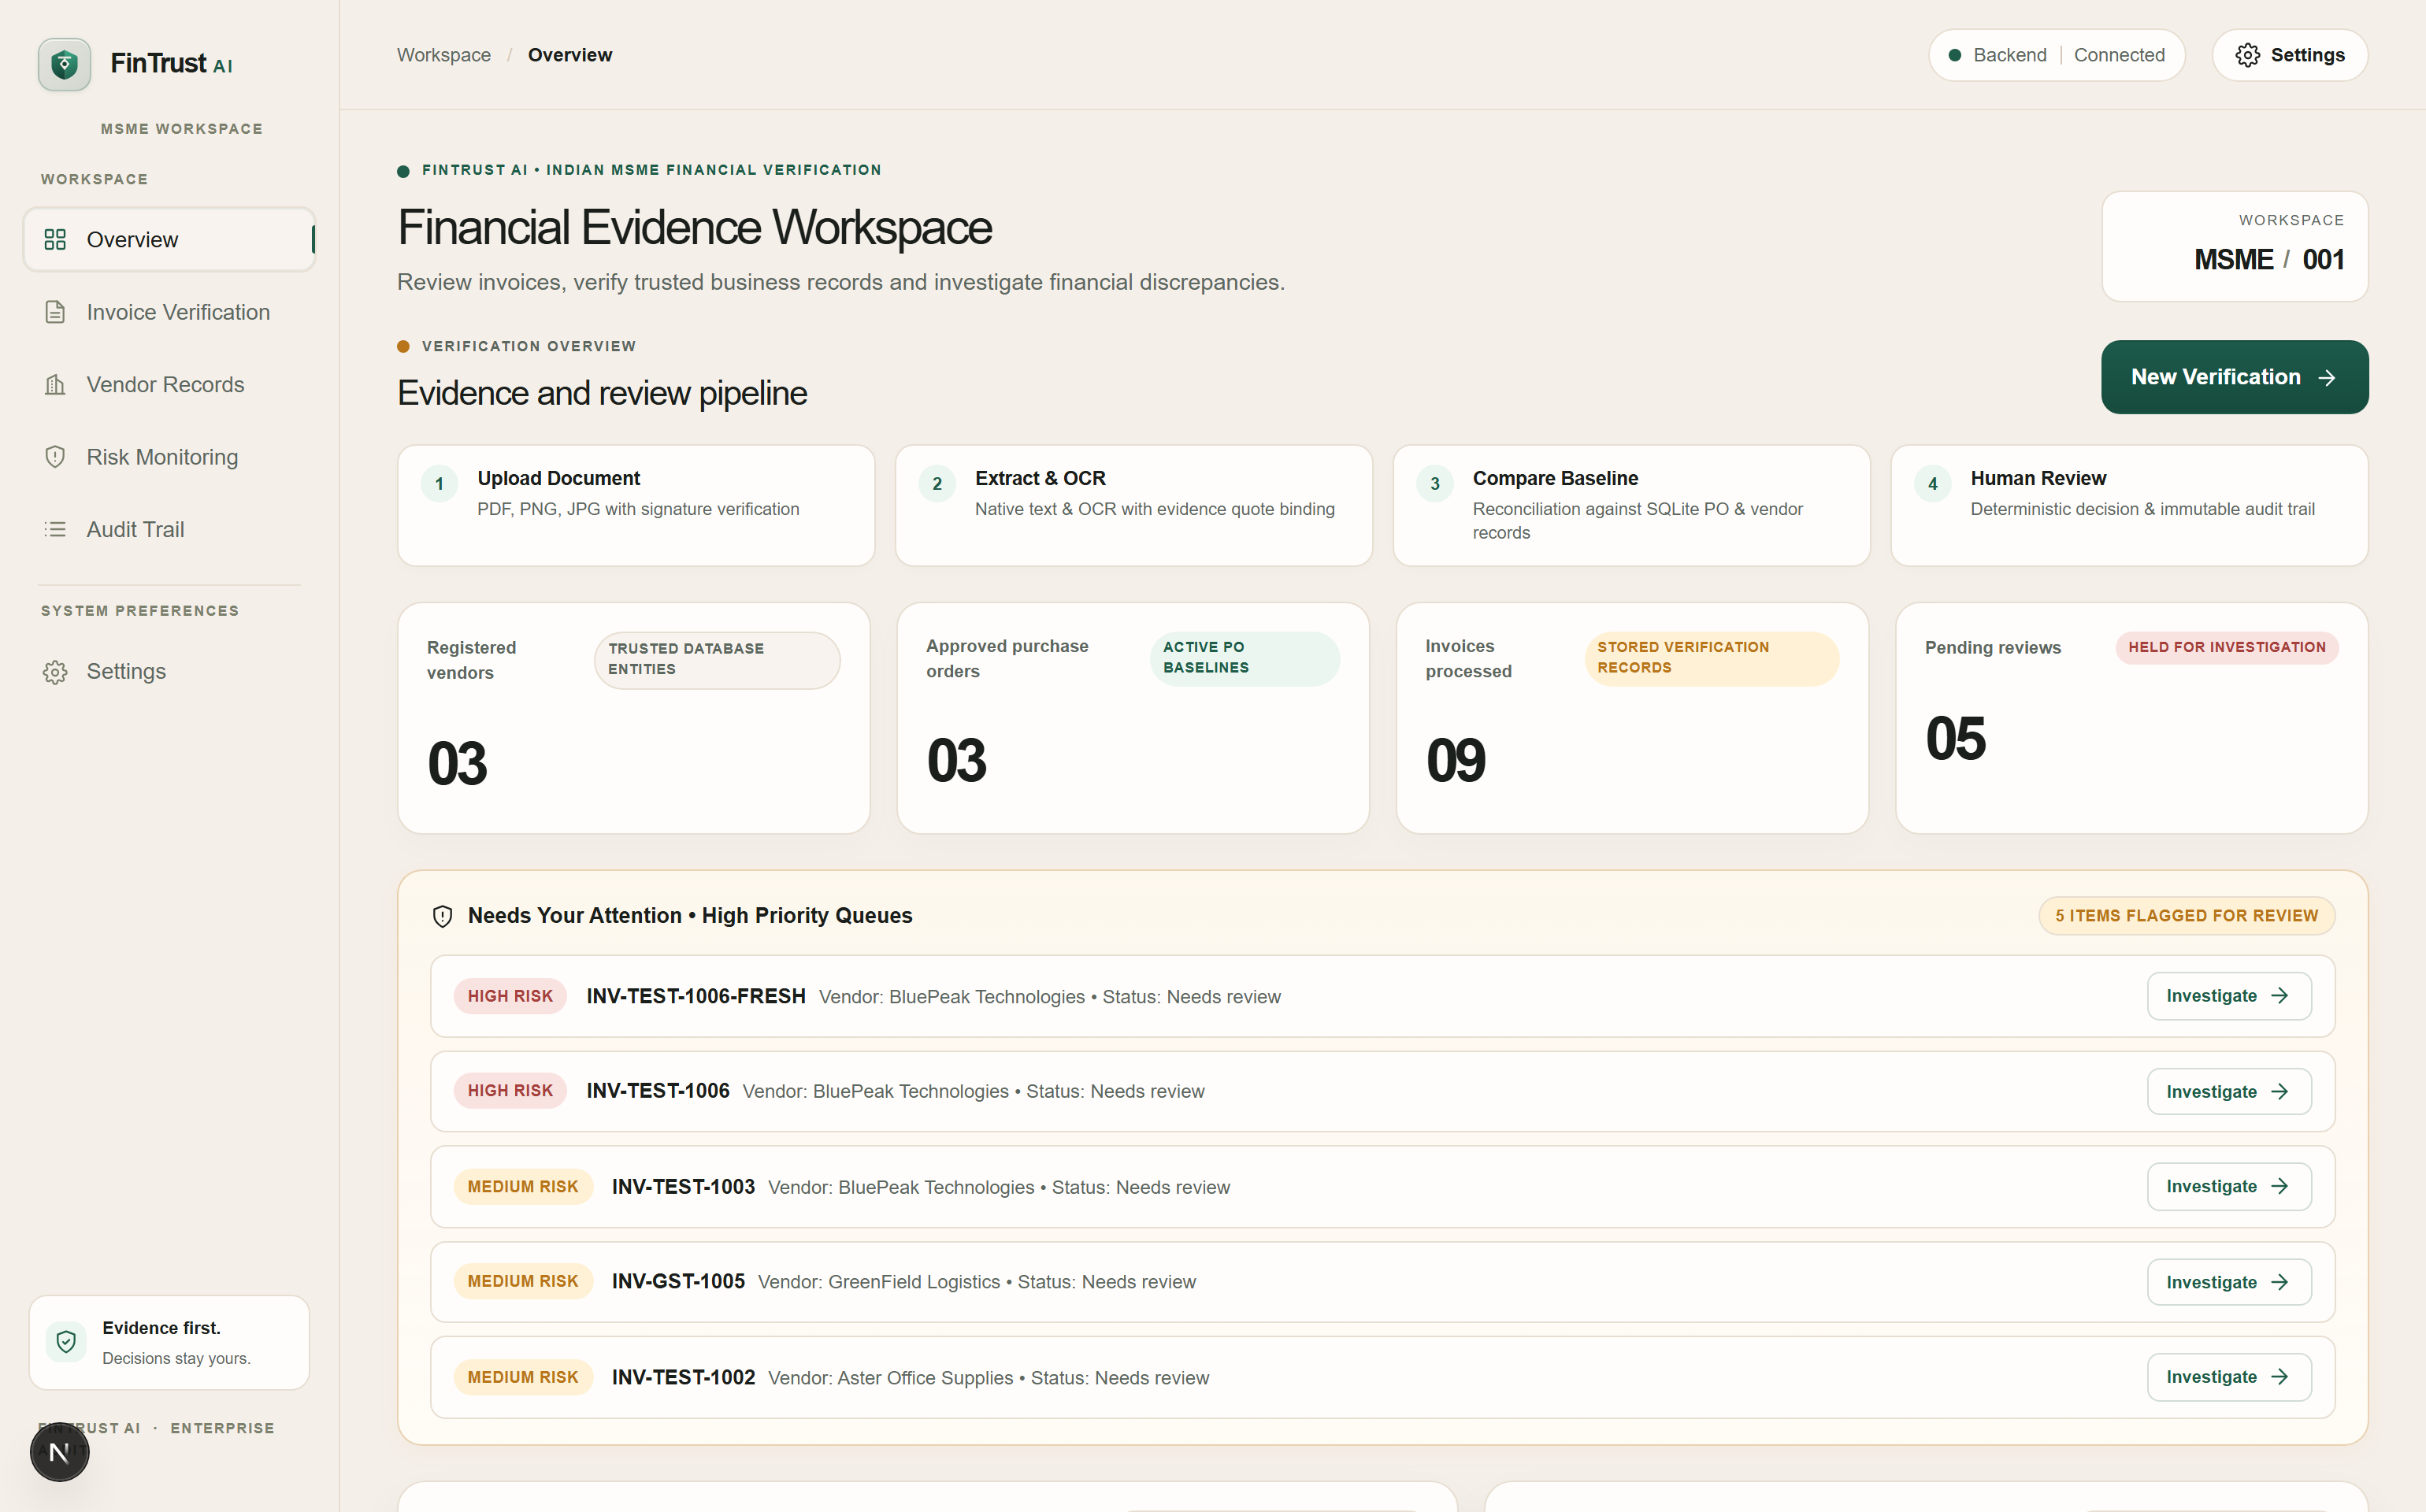 FinTrust AI
MSME WORKSPACE
WORKSPACE
Overview
Invoice Verification
Vendor Records
Risk Monitoring
Audit Trail
SYSTEM PREFERENCES
Settings
Evidence first.
Decisions stay yours.
FINTRUST AI · ENTERPRISE
Workspace / Overview
Backend | Connected
Settings
FINTRUST AI • INDIAN MSME FINANCIAL VERIFICATION
Financial Evidence Workspace
Review invoices, verify trusted business records and investigate financial discrepancies.
WORKSPACE
MSME / 001
VERIFICATION OVERVIEW
Evidence and review pipeline
New Verification →
1
Upload Document
PDF, PNG, JPG with signature verification
2
Extract & OCR
Native text & OCR with evidence quote binding
3
Compare Baseline
Reconciliation against SQLite PO & vendor
records
4
Human Review
Deterministic decision & immutable audit trail
Registered
vendors
TRUSTED DATABASE
ENTITIES
03
Approved purchase
orders
ACTIVE PO
BASELINES
03
Invoices
processed
STORED VERIFICATION
RECORDS
09
Pending reviews
HELD FOR INVESTIGATION
05
Needs Your Attention • High Priority Queues
5 ITEMS FLAGGED FOR REVIEW
HIGH RISK INV-TEST-1006-FRESH Vendor: BluePeak Technologies • Status: Needs review Investigate →
HIGH RISK INV-TEST-1006 Vendor: BluePeak Technologies • Status: Needs review Investigate →
MEDIUM RISK INV-TEST-1003 Vendor: BluePeak Technologies • Status: Needs review Investigate →
MEDIUM RISK INV-GST-1005 Vendor: GreenField Logistics • Status: Needs review Investigate →
MEDIUM RISK INV-TEST-1002 Vendor: Aster Office Supplies • Status: Needs review Investigate →